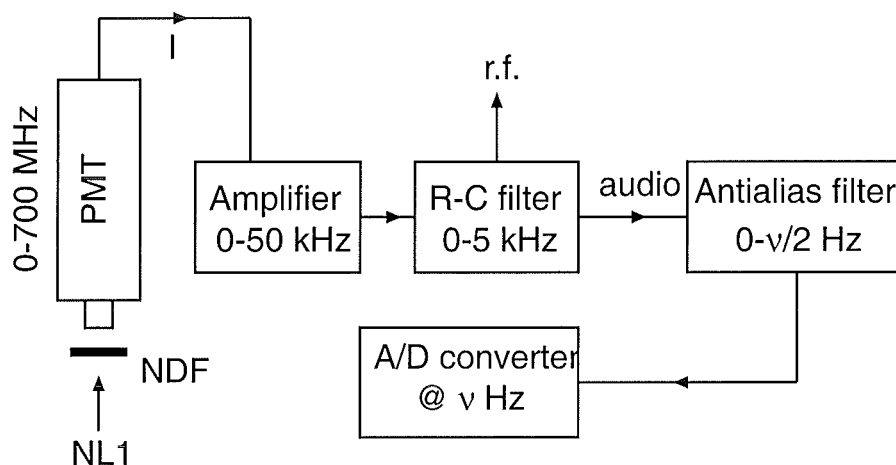 0-700 MHz
PMT
I
r.f.
Amplifier
0-50 kHz
R-C filter
0-5 kHz
audio
Antialias filter
0-ν/2 Hz
A/D converter
@ ν Hz
NDF
NL1